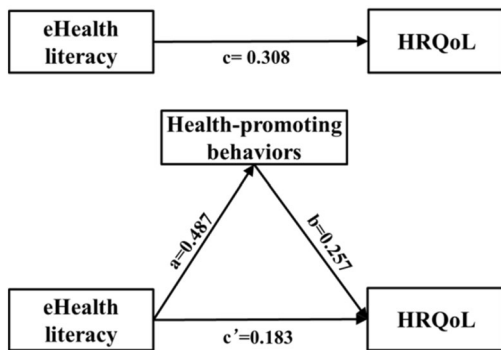 eHealth
literacy
c= 0.308
HRQoL
Health-promoting
behaviors
a=0.487
b=0.257
eHealth
literacy
c´=0.183
HRQoL